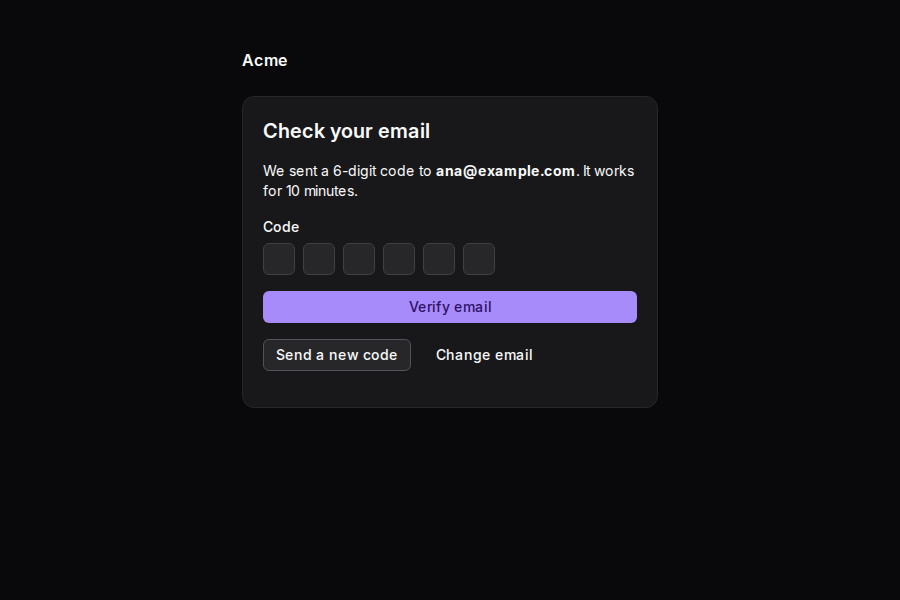 Acme
Check your email
We sent a 6-digit code to ana@example.com. It works
for 10 minutes.
Code
Verify email
Send a new code
Change email